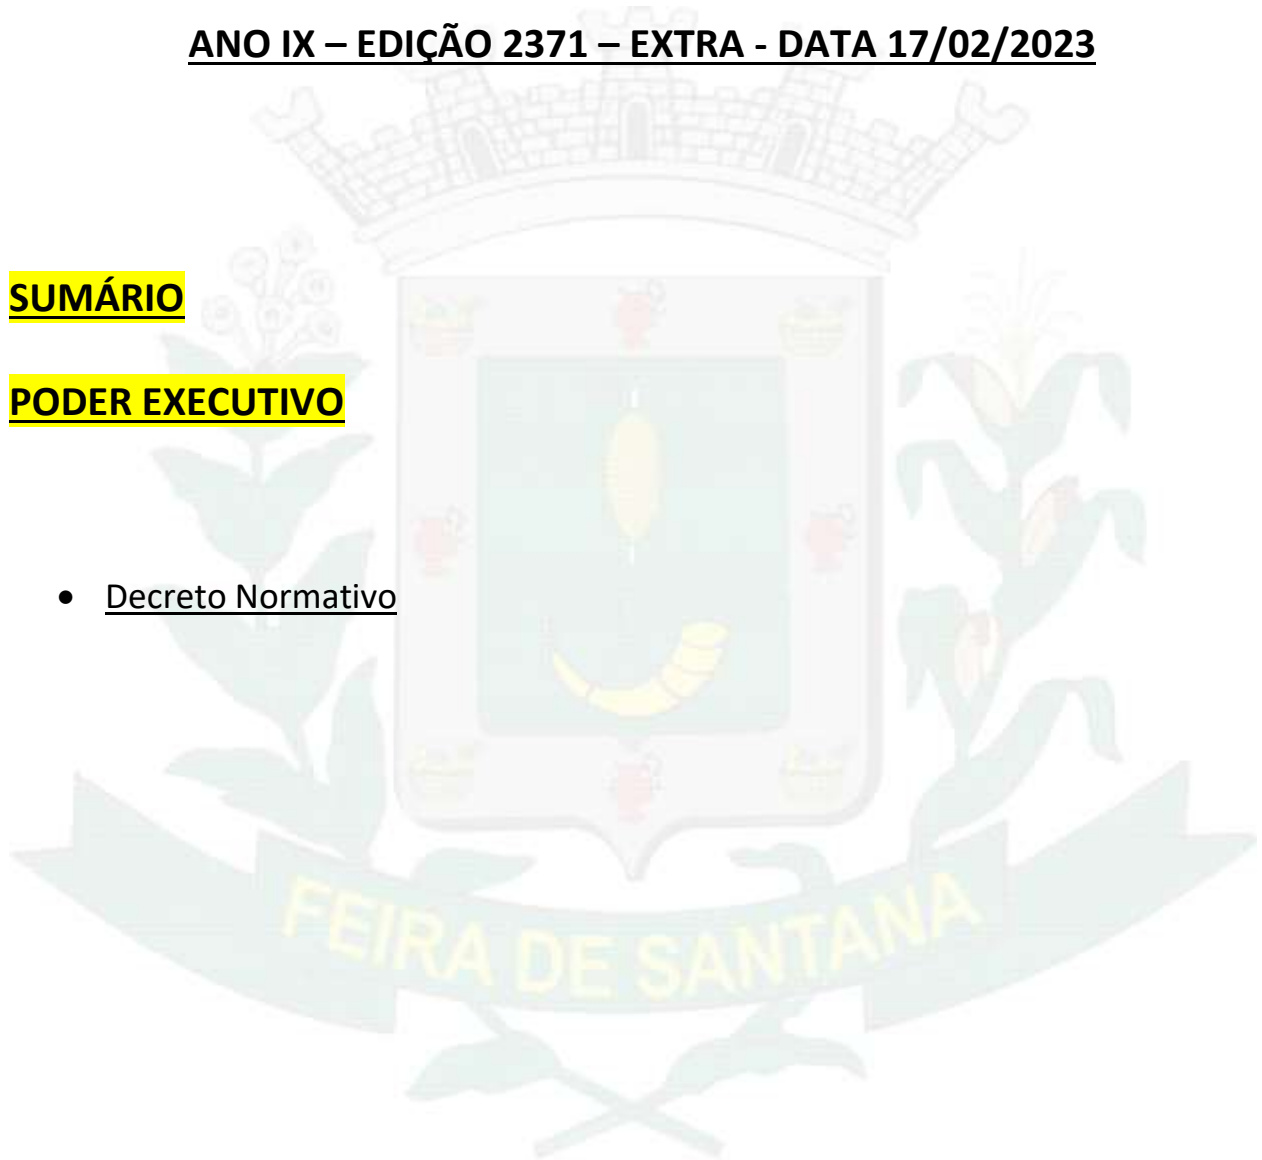 ANO IX – EDIÇÃO 2371 – EXTRA - DATA 17/02/2023
SUMÁRIO
PODER EXECUTIVO
• Decreto Normativo
FEIRA DE SANTANA